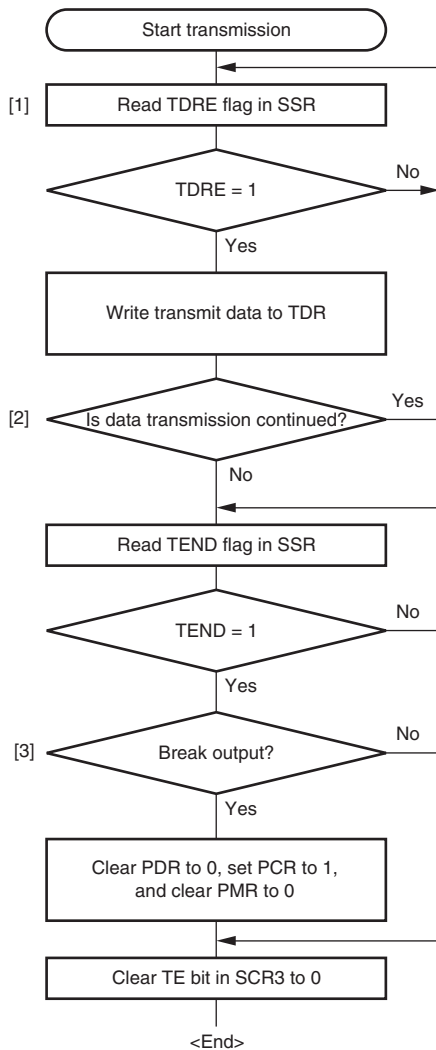 Start transmission
[1] Read TDRE flag in SSR
No
TDRE = 1
Yes
Write transmit data to TDR
[2] Is data transmission continued? Yes
No
Read TEND flag in SSR
No
TEND = 1
Yes
[3] Break output? No
Yes
Clear PDR to 0, set PCR to 1,
and clear PMR to 0
Clear TE bit in SCR3 to 0
<End>